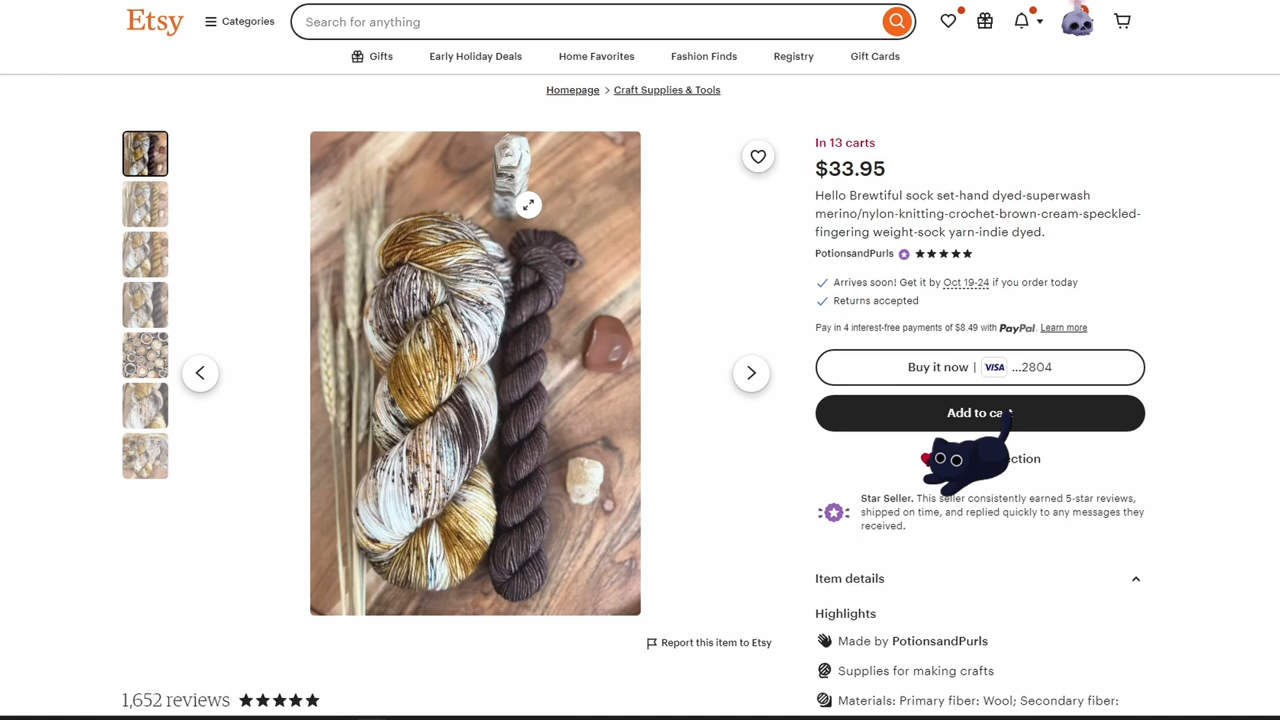 Etsy
Categories
Search for anything
Gifts
Early Holiday Deals
Home Favorites
Fashion Finds
Registry
Gift Cards
Homepage > Craft Supplies & Tools
In 13 carts
$33.95
Hello Brewtiful sock set-hand dyed-superwash
merino/nylon-knitting-crochet-brown-cream-speckled-
fingering weight-sock yarn-indie dyed.
PotionsandPurls
Arrives soon! Get it by Oct 19-24 if you order today
Returns accepted
Pay in 4 interest-free payments of $8.49 with PayPal. Learn more
Buy it now | VISA ...2804
Add to
Star Seller. This seller consistently earned 5-star reviews,
shipped on time, and replied quickly to any messages they
received.
Item details
Highlights
Made by PotionsandPurls
Supplies for making crafts
Materials: Primary fiber: Wool; Secondary fiber:
Report this item to Etsy
1,652 reviews